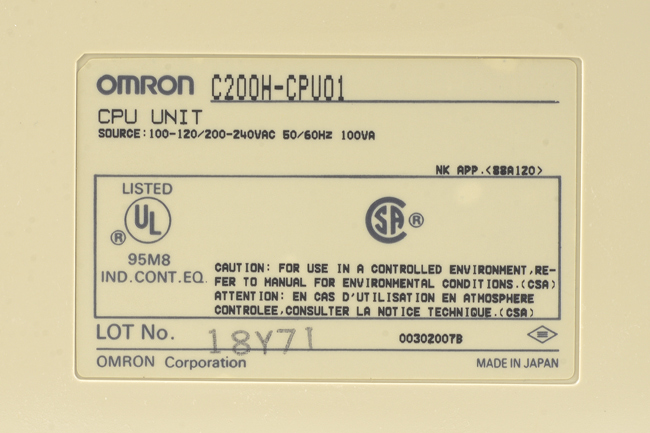 OMRON C200H-CPU01
CPU UNIT
SOURCE:100-120/200-240VAC 50/60Hz 100VA
NK APP.<88A120>
LISTED
UL
®
SA ®
95M8
IND.CONT.EQ.
CAUTION: FOR USE IN A CONTROLLED ENVIRONMENT,RE-
FER TO MANUAL FOR ENVIRONMENTAL CONDITIONS.(CSA)
ATTENTION: EN CAS D'UTILISATION EN ATMOSPHERE
CONTROLEE,CONSULTER LA NOTICE TECHNIQUE.(CSA)
LOT No. 18Y71
00302007B
OMRON Corporation
MADE IN JAPAN